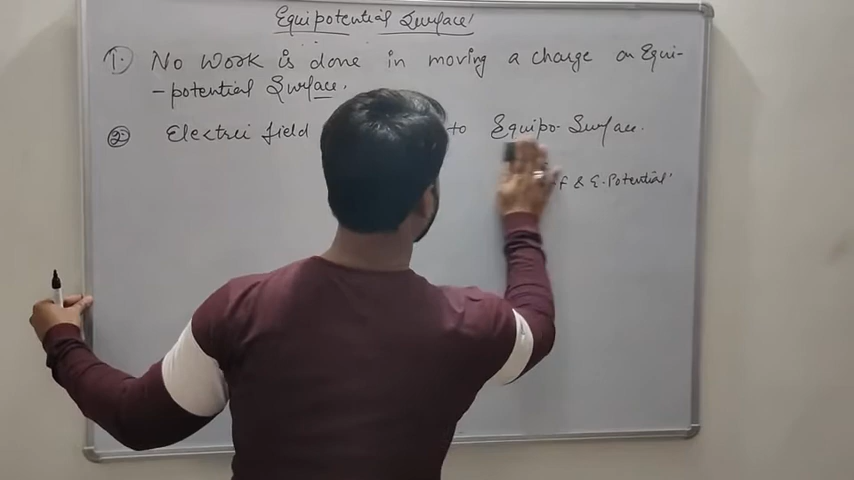 Equipotential Surface!
1. No Work is done in moving a charge on Equi-
-potential Surface.
2. Electric field to Equipo. Surface.
F & E. Potential'